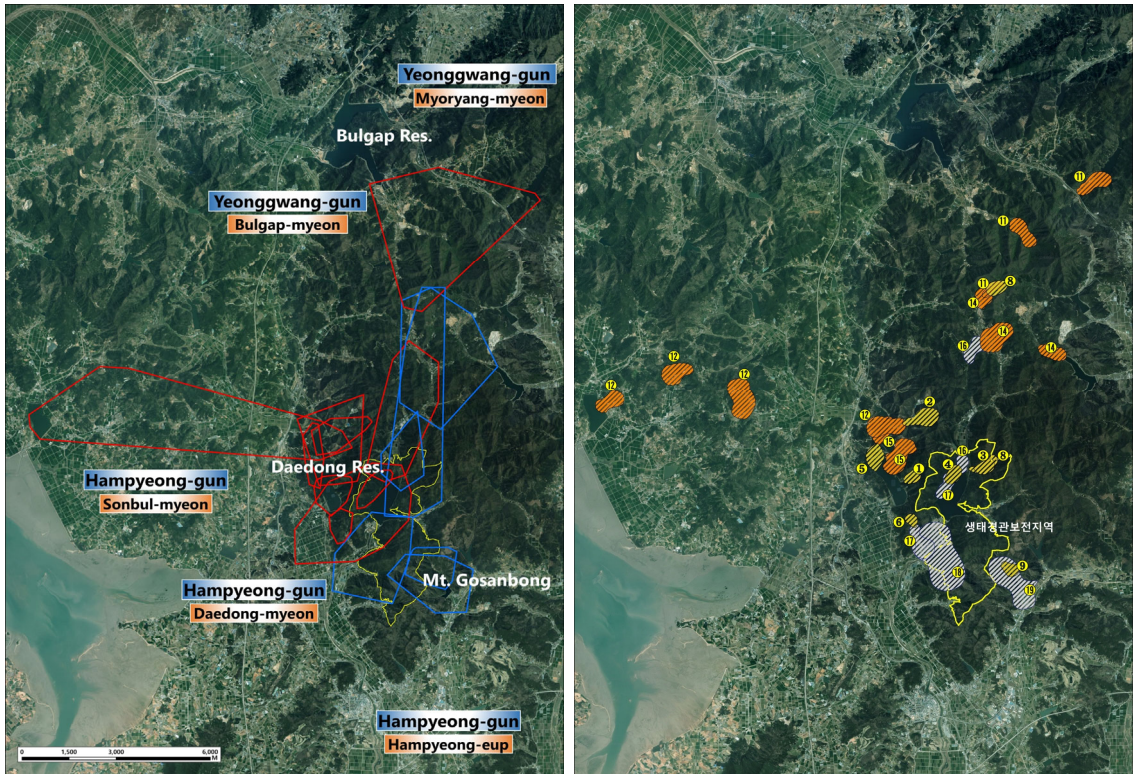 Yeonggwang-gun
Myoryang-myeon
Bulgap Res.
Yeonggwang-gun
Bulgap-myeon
Daedong Res.
Hampyeong-gun
Sonbul-myeon
Mt. Gosanbong
Hampyeong-gun
Daedong-myeon
Hampyeong-gun
Hampyeong-eup
0 1,500 3,000 6,000
M
11
11
11
8
14
16
14
14
12
12
12
12
2
15
15
5
1
16
3
8
4
17
6
생태경관보전지역
17
18
9
19